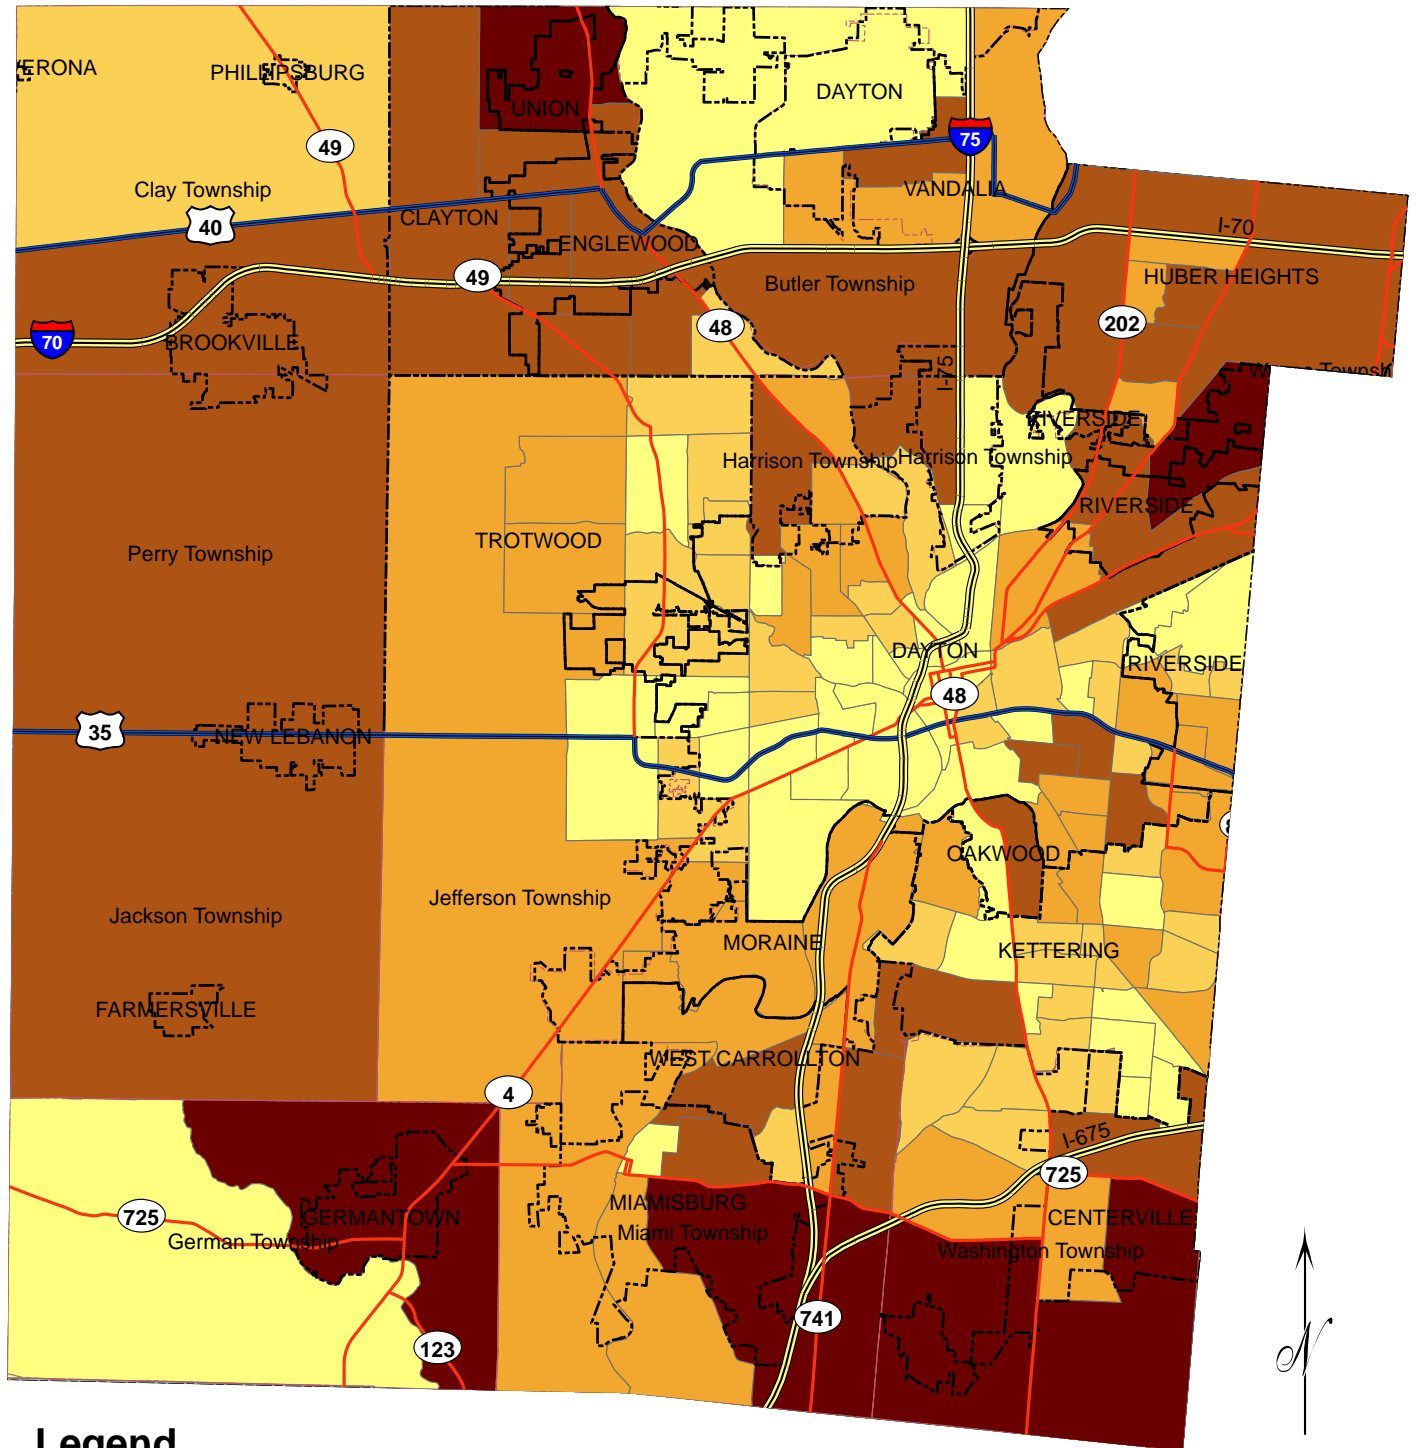 ERONA
PHILLIPSBURG
UNION
DAYTON
49
75
Clay Township
VANDALIA
40
CLAYTON
I-70
ENGLEWOOD
49
Butler Township
HUBER HEIGHTS
70
BROOKVILLE
48
202
I-75
Townsh
RIVERSIDE
Harrison Township
Harrison Township
RIVERSIDE
TROTWOOD
Perry Township
DAYTON
RIVERSIDE
48
35
NEW LEBANON
OAKWOOD
Jefferson Township
Jackson Township
MORAINE
KETTERING
FARMERSVILLE
WEST CARROLLTON
4
I-675
725
MIAMISBURG
725
GERMANTOWN
CENTERVILLE
Miami Township
German Township
Washington Township
741
123
N
Legend